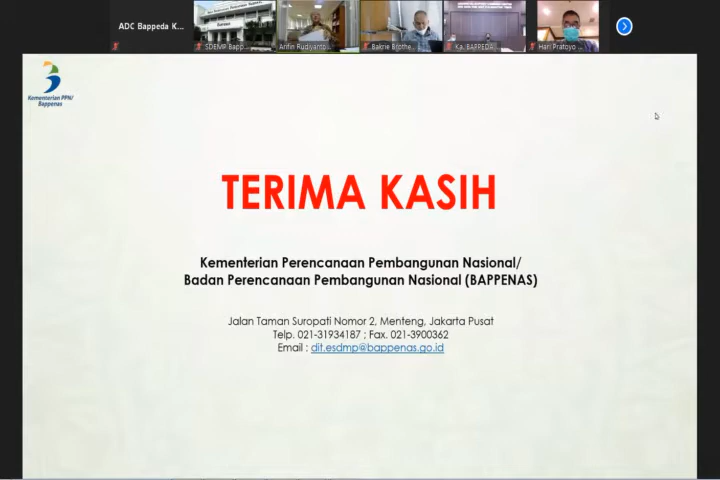 ADC Bappeda K...
SDEMP Bapp...
Arifin Rudiyanto...
Bakrie Brothe...
Ka. BAPPEDA...
Hari Pratoyo...
Kementerian PPN/
Bappenas
TERIMA KASIH
Kementerian Perencanaan Pembangunan Nasional/
Badan Perencanaan Pembangunan Nasional (BAPPENAS)
Jalan Taman Suropati Nomor 2, Menteng, Jakarta Pusat
Telp. 021-31934187 ; Fax. 021-3900362
Email : dit.esdmp@bappenas.go.id